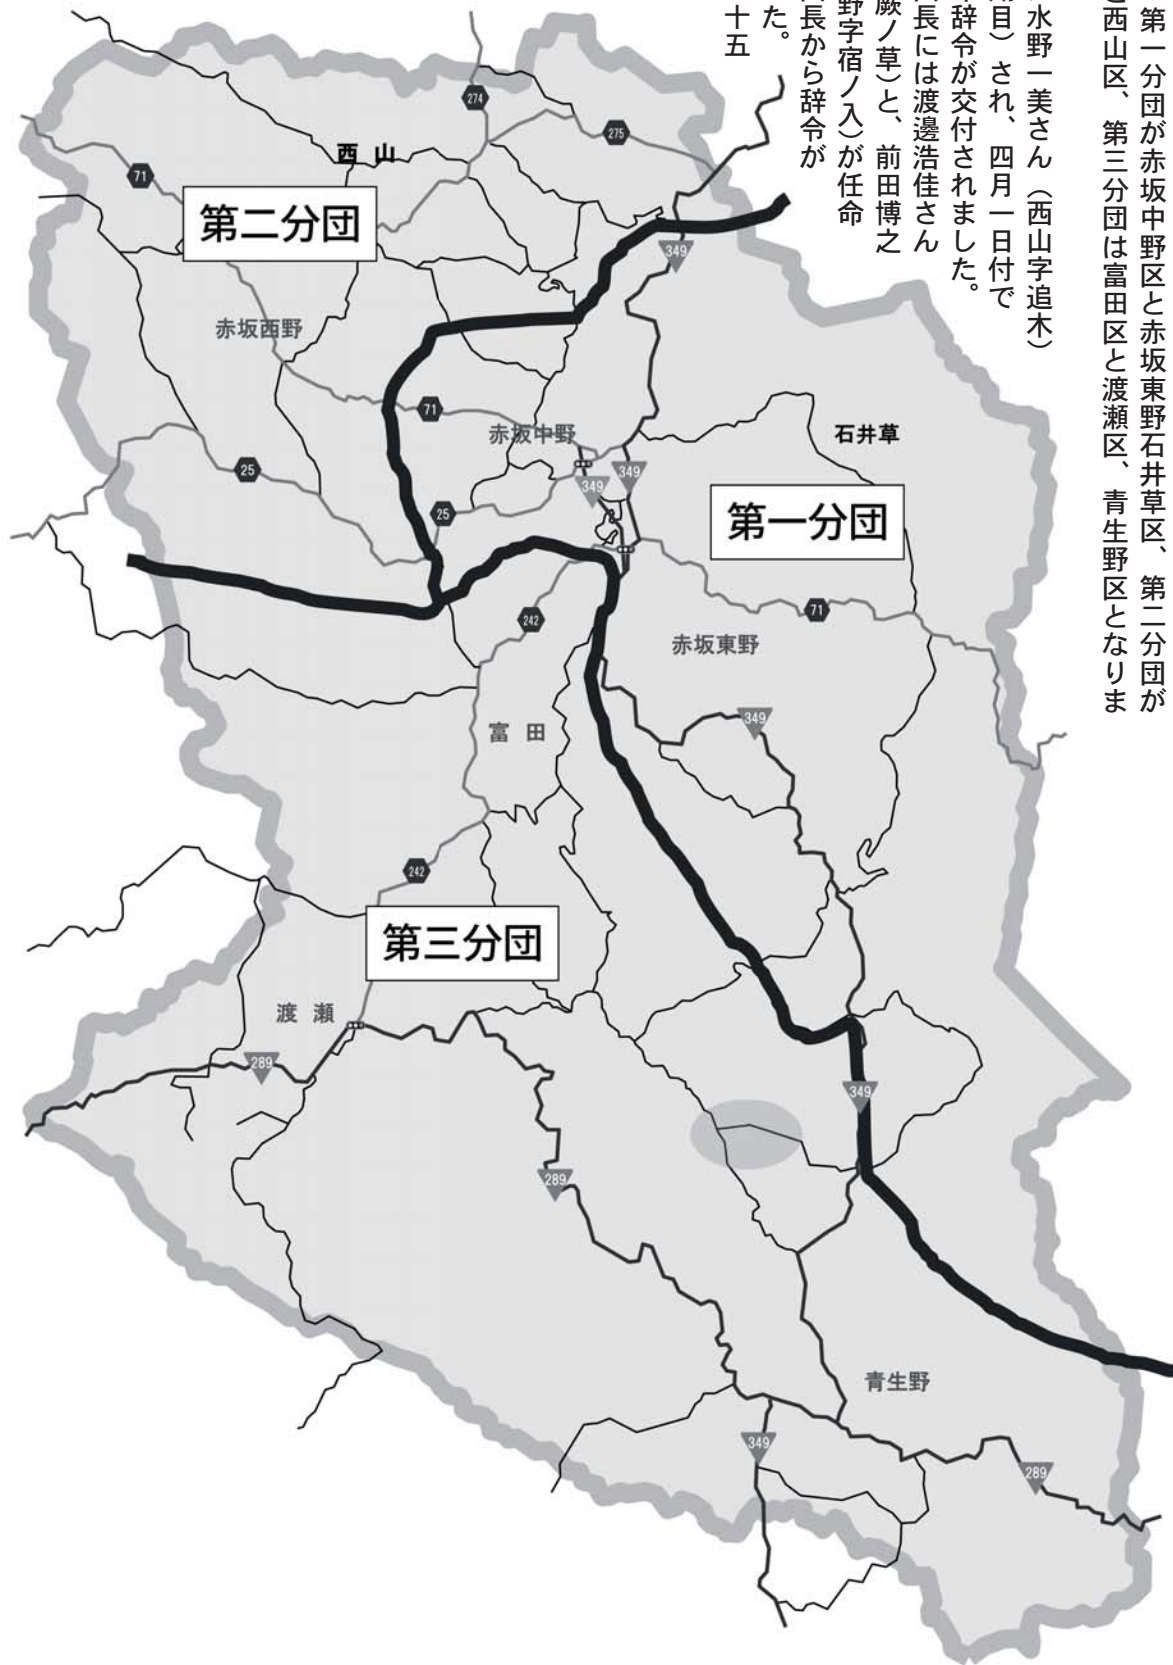 第一分団が赤坂中野区と赤坂東野石井草区、第二分団が
と西山区、第三分団は富田区と渡瀬区、青生野区となりま
水野一美さん（西山字追木）
目）され、四月一日付で
辞令が交付されました。
長には渡邊浩佳さん
蕨ノ草）と、前田博之
野字宿ノ入）が任命
長から辞令が
た。
十五
274
275
西山
71
第二分団
349
赤坂西野
71
赤坂中野
石井草
25
349
349
25
第一分団
71
242
赤坂東野
349
富田
242
第三分団
渡瀬
289
349
289
青生野
349
289